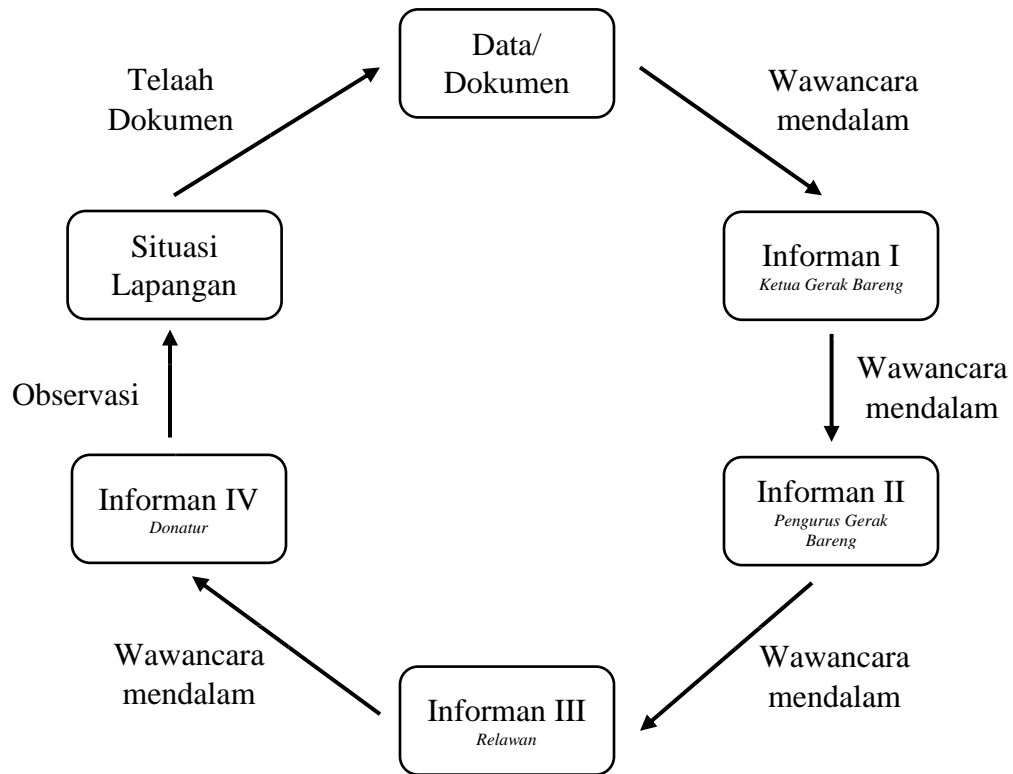 Data/
Dokumen
Telaah
Dokumen
Wawancara
mendalam
Situasi
Lapangan
Informan I
Ketua Gerak Bareng
Observasi
Wawancara
mendalam
Informan IV
Donatur
Informan II
Pengurus Gerak
Bareng
Wawancara
mendalam
Informan III
Relawan
Wawancara
mendalam